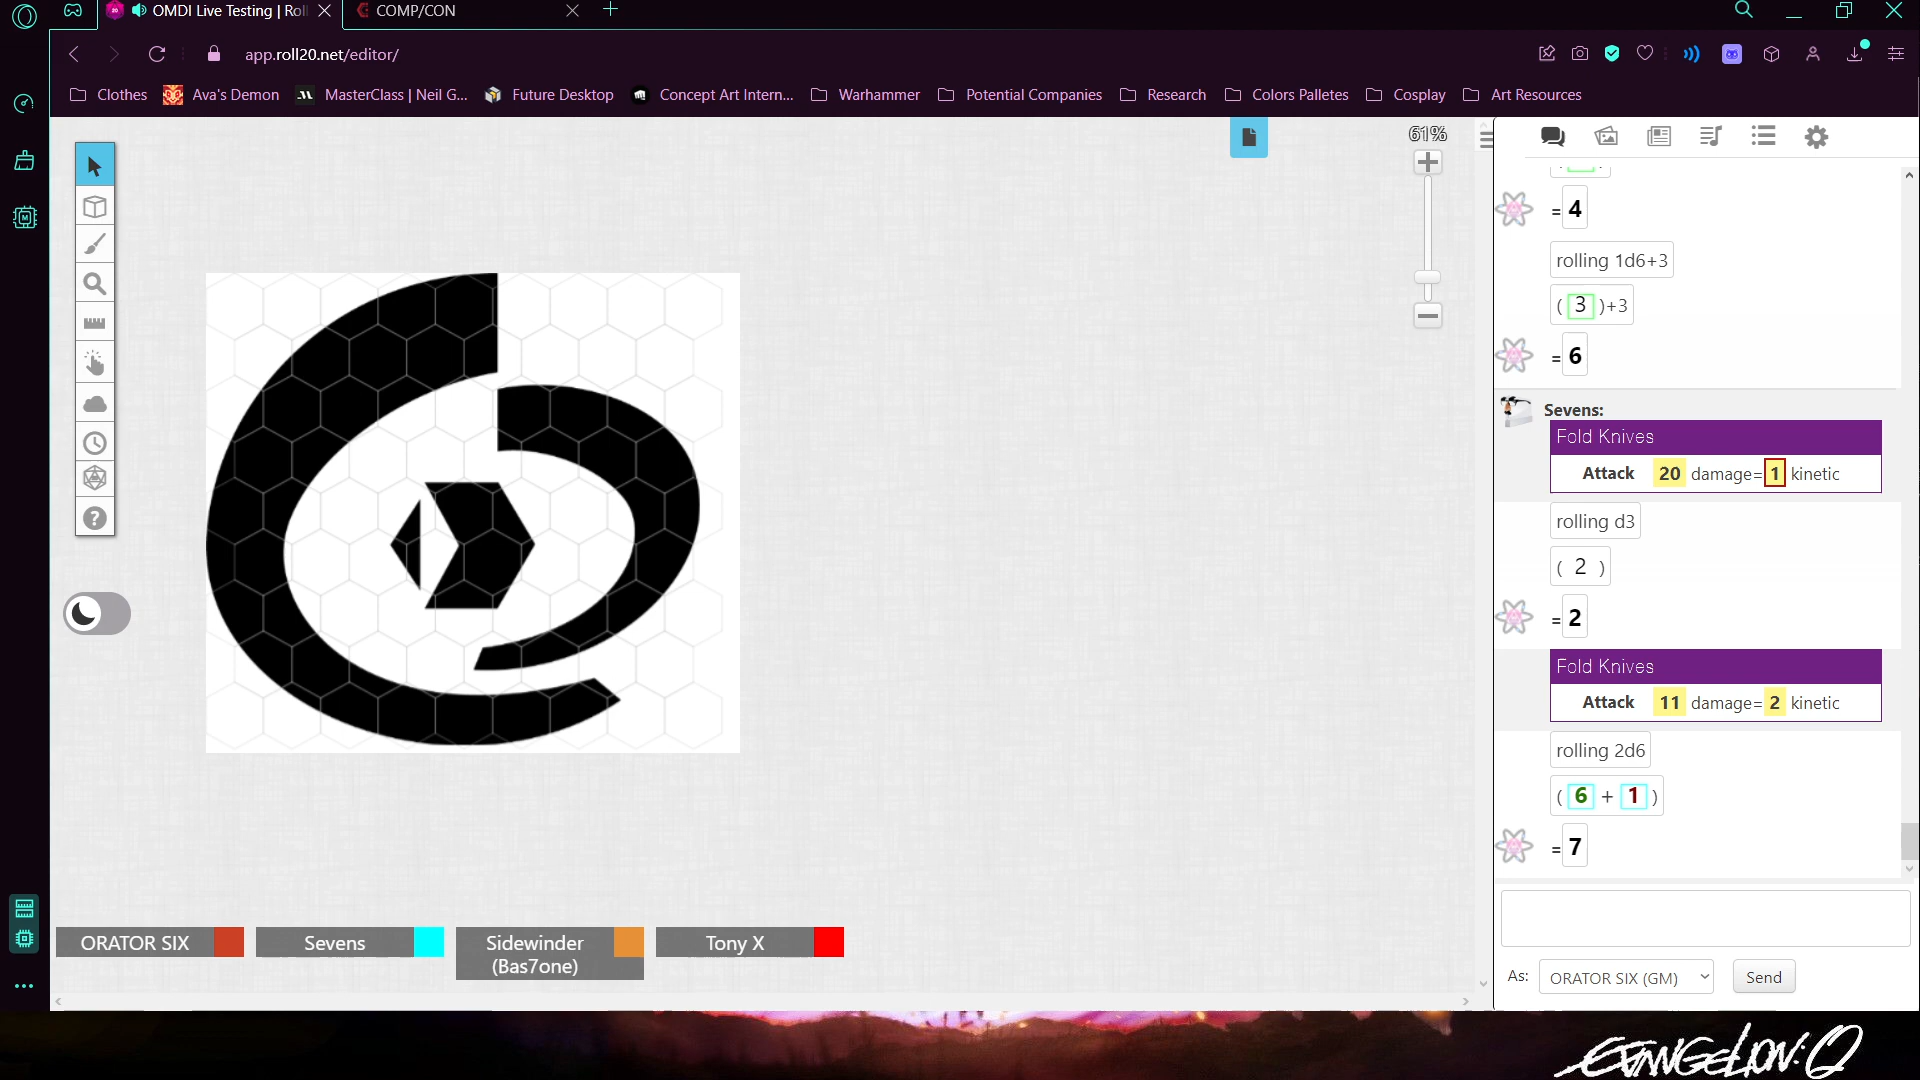 OMDI Live Testing | Roll
COMP/CON
app.roll20.net/editor/
Clothes
Ava's Demon
MasterClass | Neil G...
Future Desktop
Concept Art Intern...
Warhammer
Potential Companies
Research
Colors Palletes
Cosplay
Art Resources
61%
=4
rolling 1d6+3
( 3 )+3
=6
Sevens:
Fold Knives
Attack 20 damage= 1 kinetic
rolling d3
( 2 )
=2
Fold Knives
Attack 11 damage= 2 kinetic
rolling 2d6
( 6 + 1 )
=7
ORATOR SIX
Sevens
Sidewinder
(Bas7one)
Tony X
As: ORATOR SIX (GM) Send
EVANGELION:Q